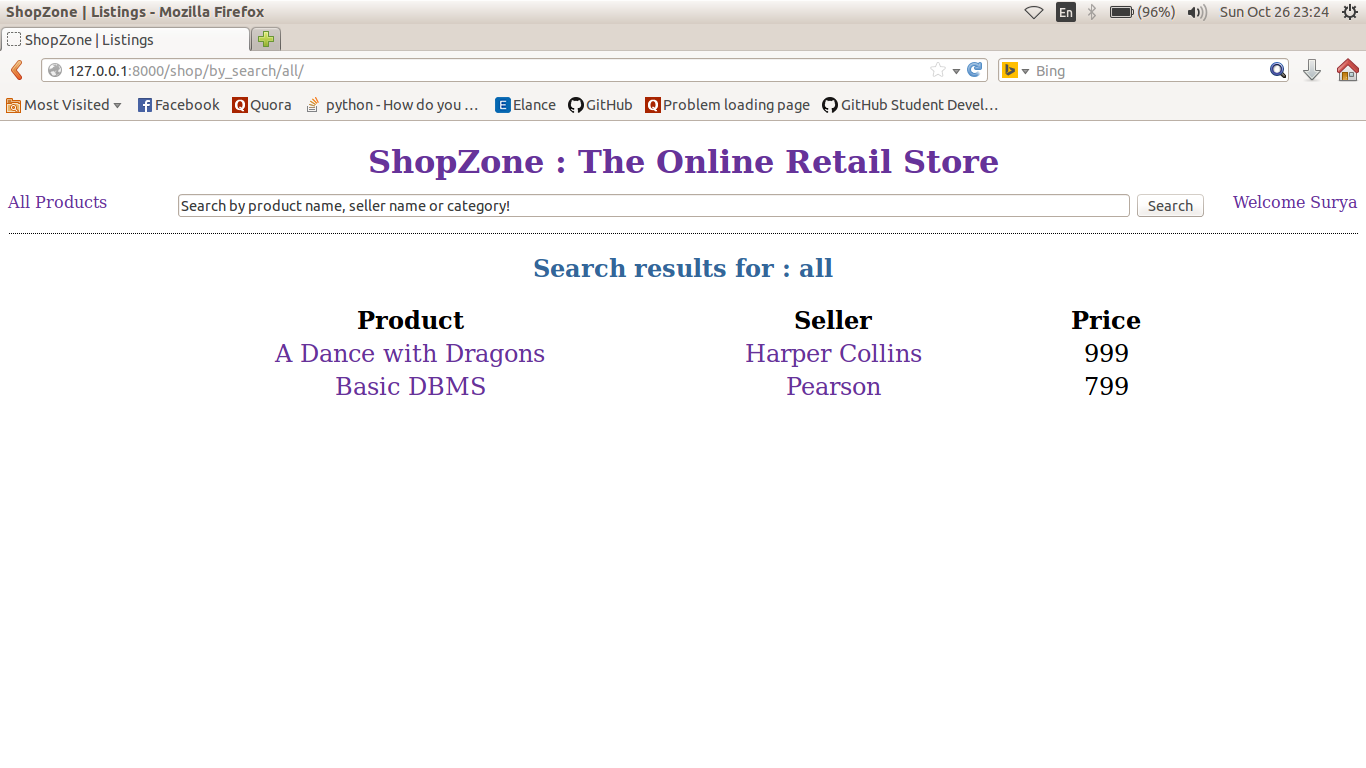 ShopZone | Listings - Mozilla Firefox En (96%) Sun Oct 26 23:24
ShopZone | Listings
127.0.0.1:8000/shop/by_search/all/ Bing
Most Visited Facebook Quora python - How do you ... Elance GitHub Problem loading page GitHub Student Devel...
ShopZone : The Online Retail Store
All Products Search by product name, seller name or category! Search Welcome Surya
Search results for : all
Product Seller Price
A Dance with Dragons Harper Collins 999
Basic DBMS Pearson 799